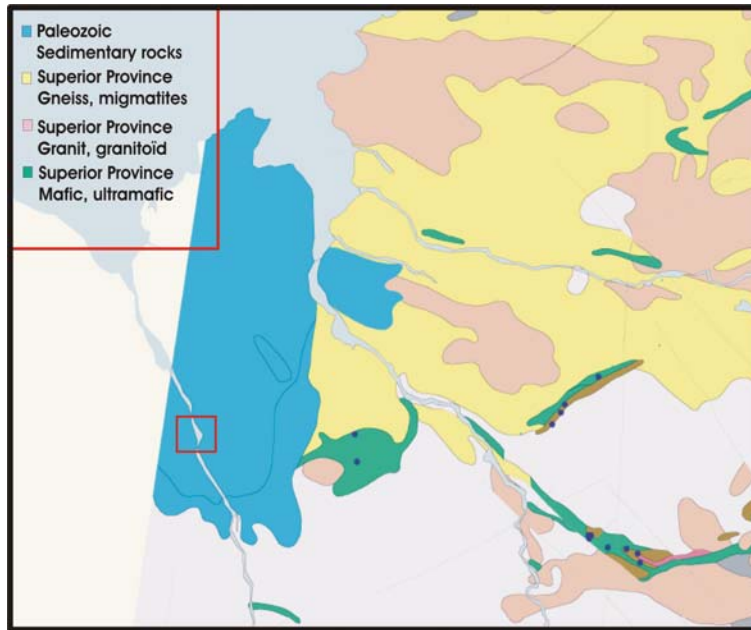 Paleozoic
Sedimentary rocks
Superior Province
Gneiss, migmatites
Superior Province
Granit, granitoïd
Superior Province
Mafic, ultramafic